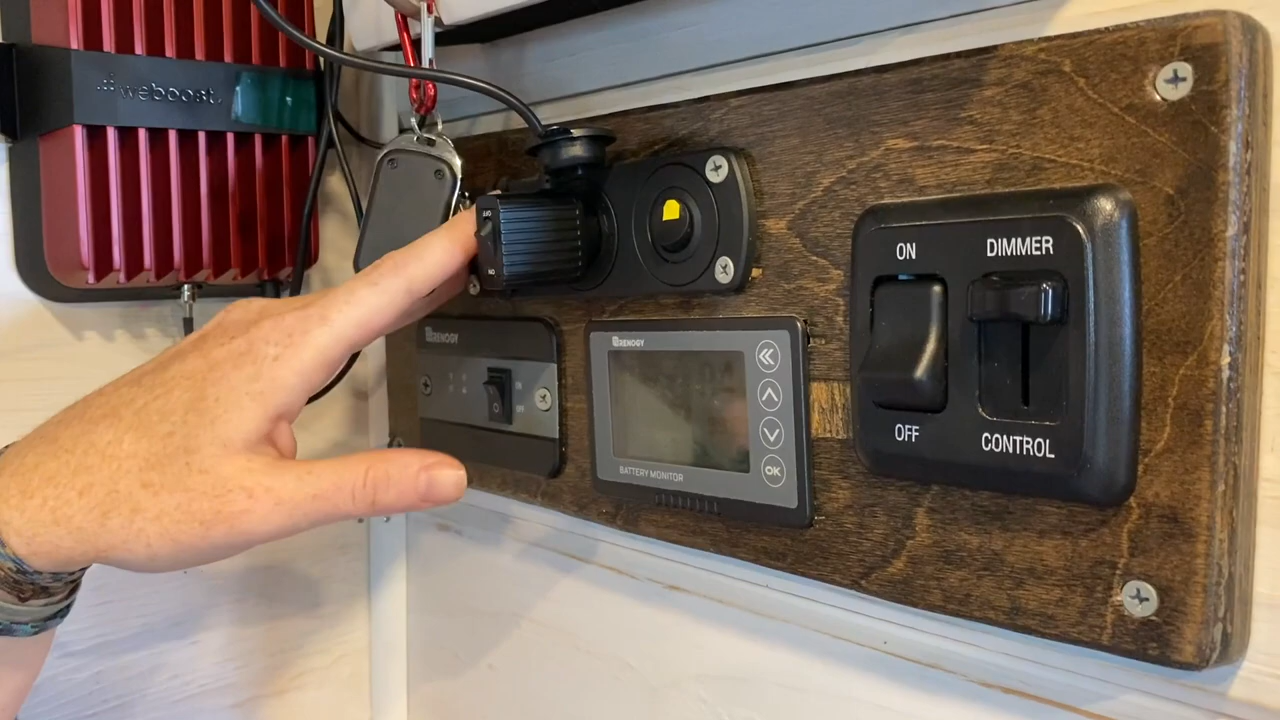 weboost
OFF
ON
RENOGY
ON
OFF
RENOGY
BATTERY MONITOR
OK
ON
DIMMER
OFF
CONTROL